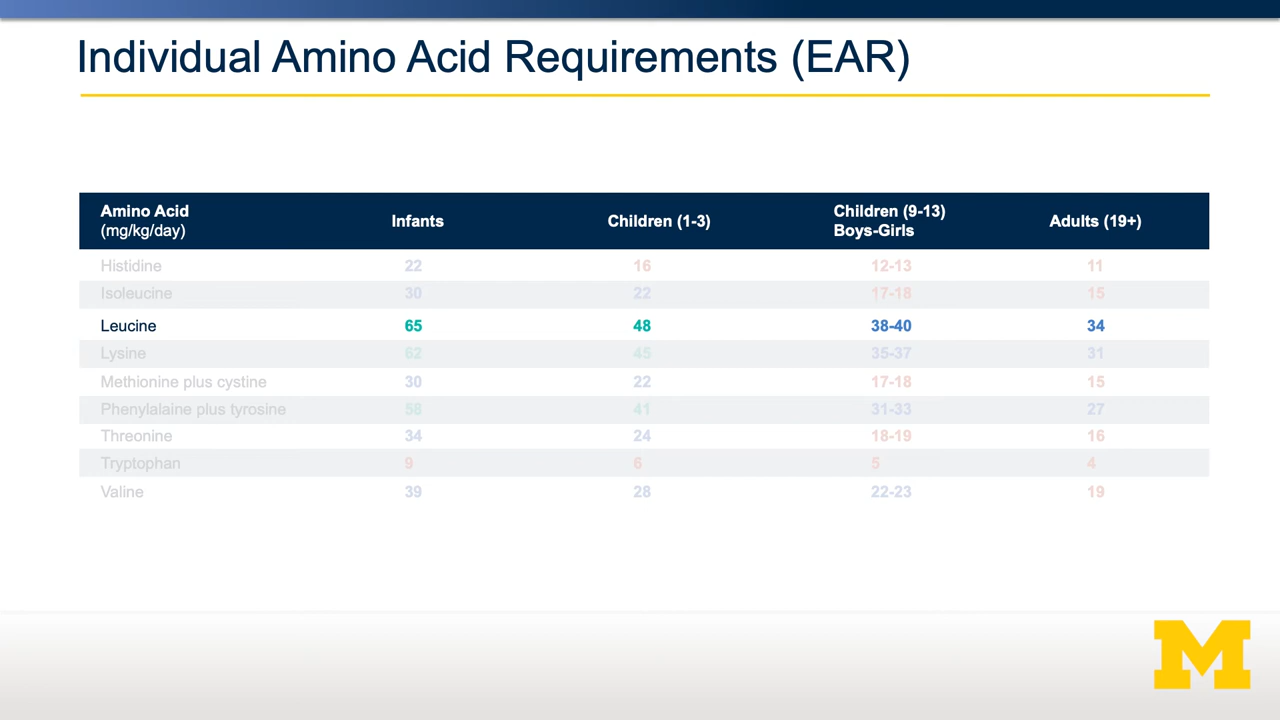 Individual Amino Acid Requirements (EAR)
Amino Acid (mg/kg/day) Infants Children (1-3) Children (9-13) Boys-Girls Adults (19+)
Histidine 22 16 12-13 11
Isoleucine 30 22 17-18 15
Leucine 65 48 38-40 34
Lysine 62 45 35-37 31
Methionine plus cystine 30 22 17-18 15
Phenylalaine plus tyrosine 58 41 31-33 27
Threonine 34 24 18-19 16
Tryptophan 9 6 5 4
Valine 39 28 22-23 19
M